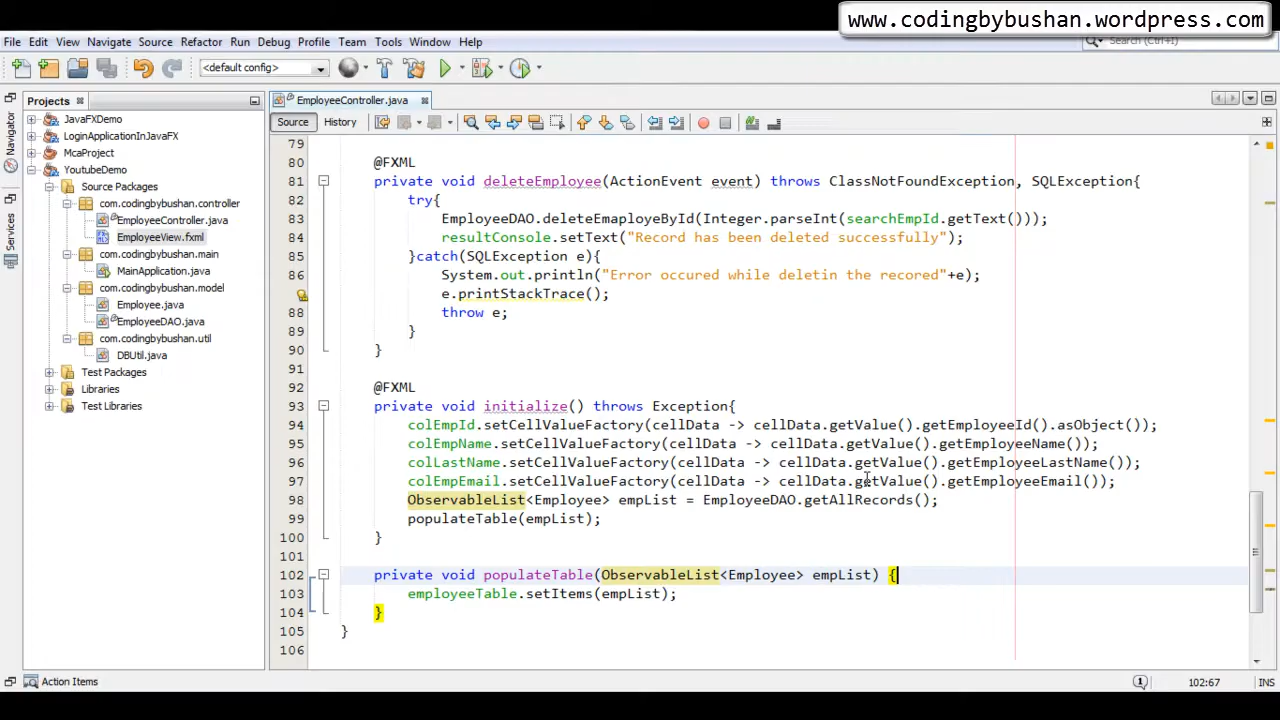 www.codingbybushan.wordpress.com
File Edit View Navigate Source Refactor Run Debug Profile Team Tools Window Help
Search (Ctrl+I)
<default config>
Projects
EmployeeController.java
Source History
Navigator
Services
JavaFXDemo
LoginApplicationInJavaFX
McaProject
YoutubeDemo
Source Packages
com.codingbybushan.controller
EmployeeController.java
EmployeeView.fxml
com.codingbybushan.main
MainApplication.java
com.codingbybushan.model
Employee.java
EmployeeDAO.java
com.codingbybushan.util
DBUtil.java
Test Packages
Libraries
Test Libraries
79
80 @FXML
81 private void deleteEmployee(ActionEvent event) throws ClassNotFoundException, SQLException{
82 try{
83 EmployeeDAO.deleteEmaployeById(Integer.parseInt(searchEmpId.getText()));
84 resultConsole.setText("Record has been deleted successfully");
85 }catch(SQLException e){
86 System.out.println("Error occured while deletin the recored"+e);
e.printStackTrace();
88 throw e;
89 }
90 }
91
92 @FXML
93 private void initialize() throws Exception{
94 colEmpId.setCellValueFactory(cellData -> cellData.getValue().getEmployeeId().asObject());
95 colEmpName.setCellValueFactory(cellData -> cellData.getValue().getEmployeeName());
96 colLastName.setCellValueFactory(cellData -> cellData.getValue().getEmployeeLastName());
97 colEmpEmail.setCellValueFactory(cellData -> cellData.getValue().getEmployeeEmail());
98 ObservableList<Employee> empList = EmployeeDAO.getAllRecords();
99 populateTable(empList);
100 }
101
102 private void populateTable(ObservableList<Employee> empList) {
103 employeeTable.setItems(empList);
104 }
105 }
106
Action Items
1
102:67
INS